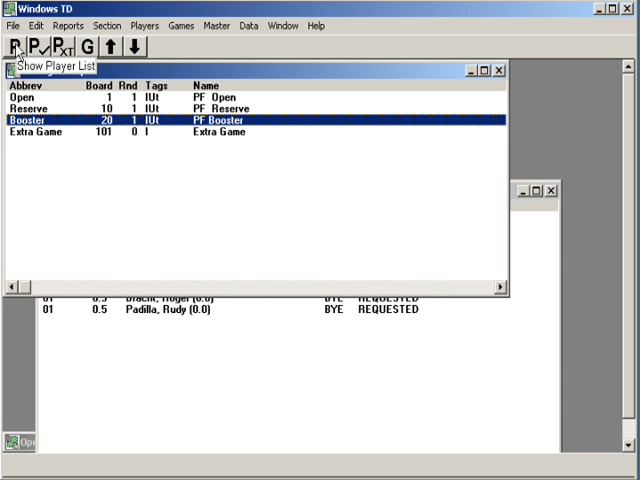 Windows TD
File Edit Reports Section Players Games Master Data Window Help
P P PXT G
Show Player List
Abbrev Board Rnd Tags Name
Open 1 1 IUt PF Open
Reserve 10 1 IUt PF Reserve
Booster 20 1 IUt PF Booster
Extra Game 101 0 I Extra Game
01 0.5 Bracht, Roger (0.0) BYE REQUESTED
01 0.5 Padilla, Rudy (0.0) BYE REQUESTED
Ope